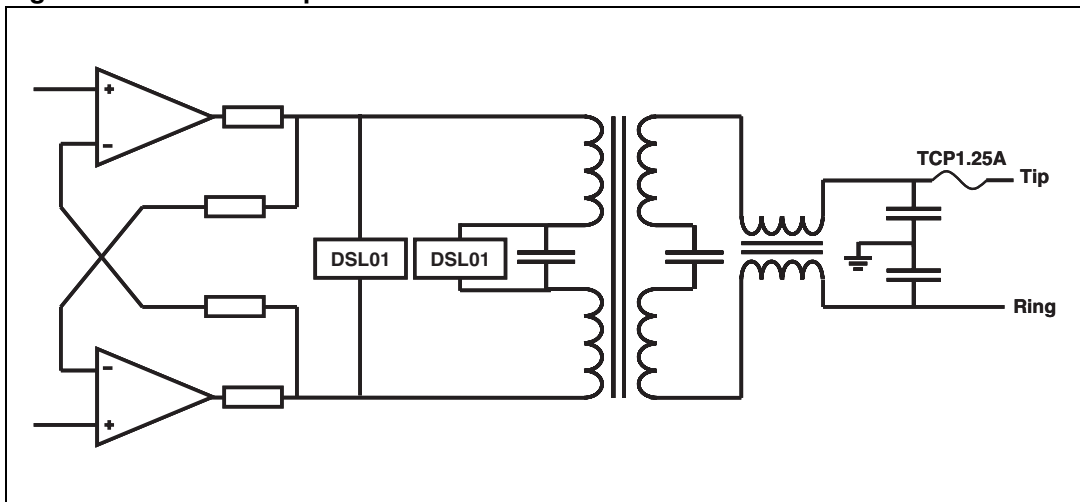 +
−
DSL01
DSL01
−
+
TCP1.25A
Tip
Ring